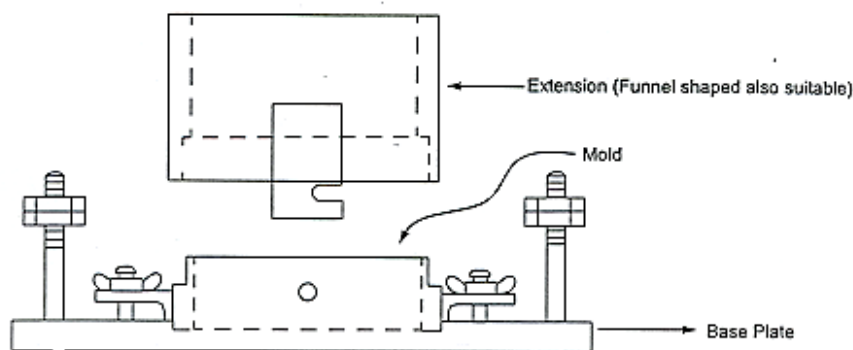 Extension (Funnel shaped also suitable)
Mold
Base Plate